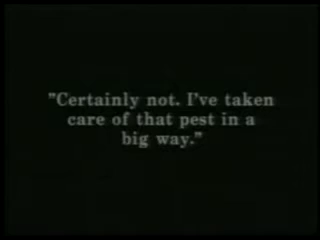 "Certainly not. I've taken
care of that pest in a
big way."